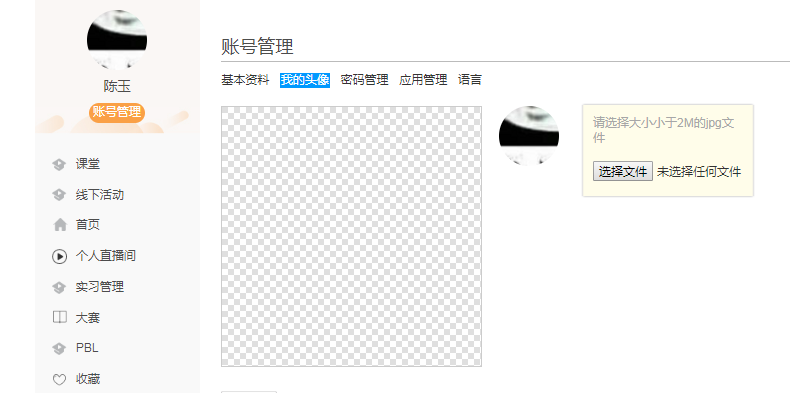 陈玉
账号管理
课堂
线下活动
首页
个人直播间
实习管理
大赛
PBL
收藏
账号管理
基本资料 我的头像 密码管理 应用管理 语言
请选择大小小于2M的jpg文
件
选择文件 未选择任何文件